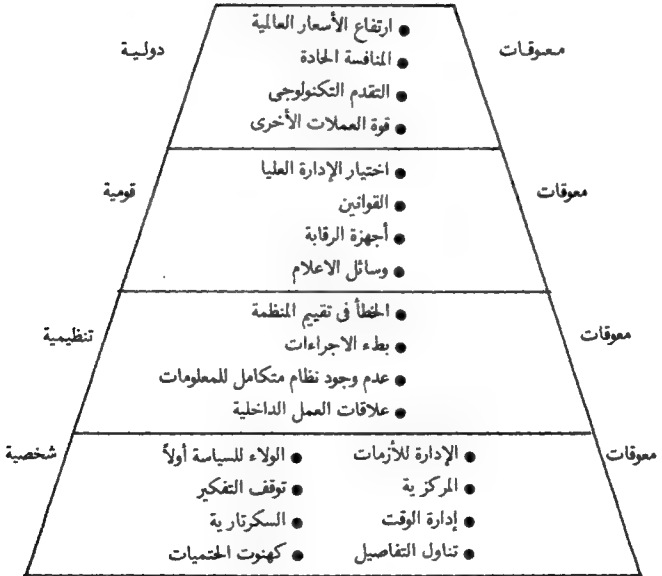 معوقات دولية
● ارتفاع الأسعار العالمية
● المنافسة الحادة
● التقدم التكنولوجى
● قوة العملات الأخرى
معوقات قومية
● اختيار الإدارة العليا
● القوانين
● أجهزة الرقابة
● وسائل الاعلام
معوقات تنظيمية
● الخطأ فى تقييم المنظمة
● بطء الاجراءات
● عدم وجود نظام متكامل للمعلومات
● علاقات العمل الداخلية
معوقات شخصية
● الإدارة للأزمات ● الولاء للسياسة أولاً
● المركزية ● توقف التفكير
● إدارة الوقت ● السكرتارية
● تناول التفاصيل ● كهنوت الحتميات